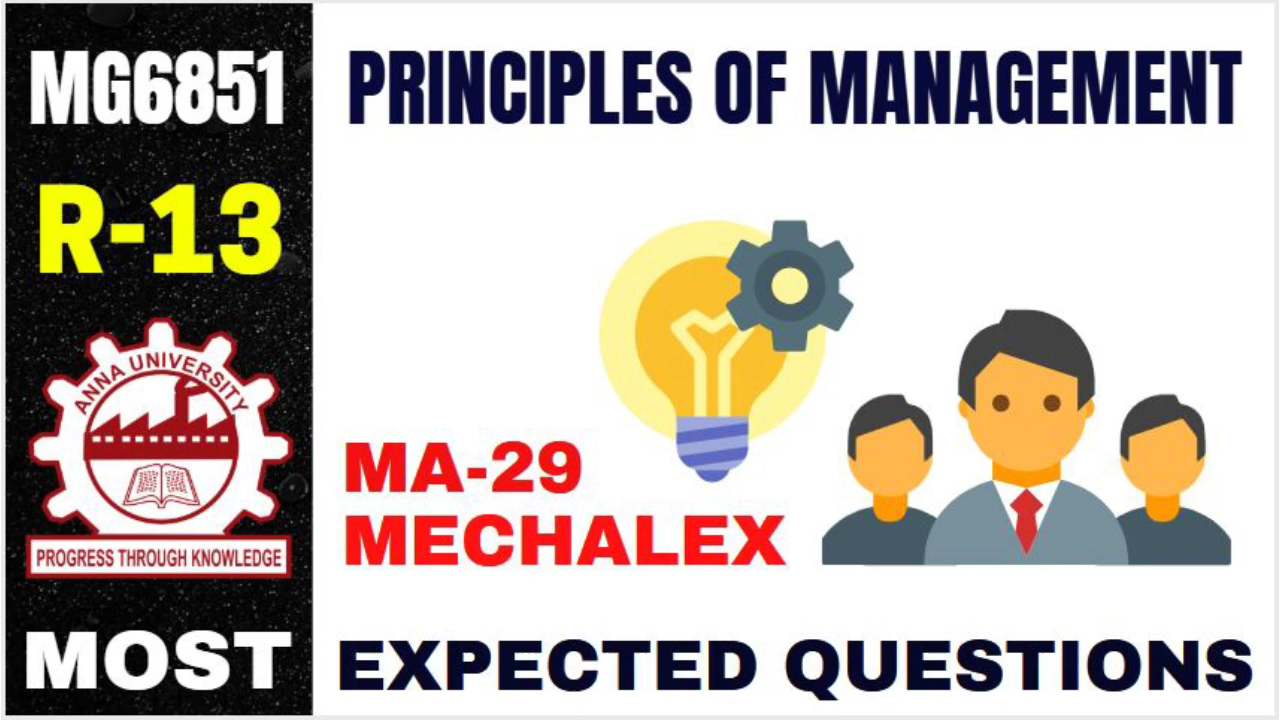 MG6851
R-13
ANNA UNIVERSITY
PROGRESS THROUGH KNOWLEDGE
PRINCIPLES OF MANAGEMENT
MA-29
MECHALEX
MOST EXPECTED QUESTIONS